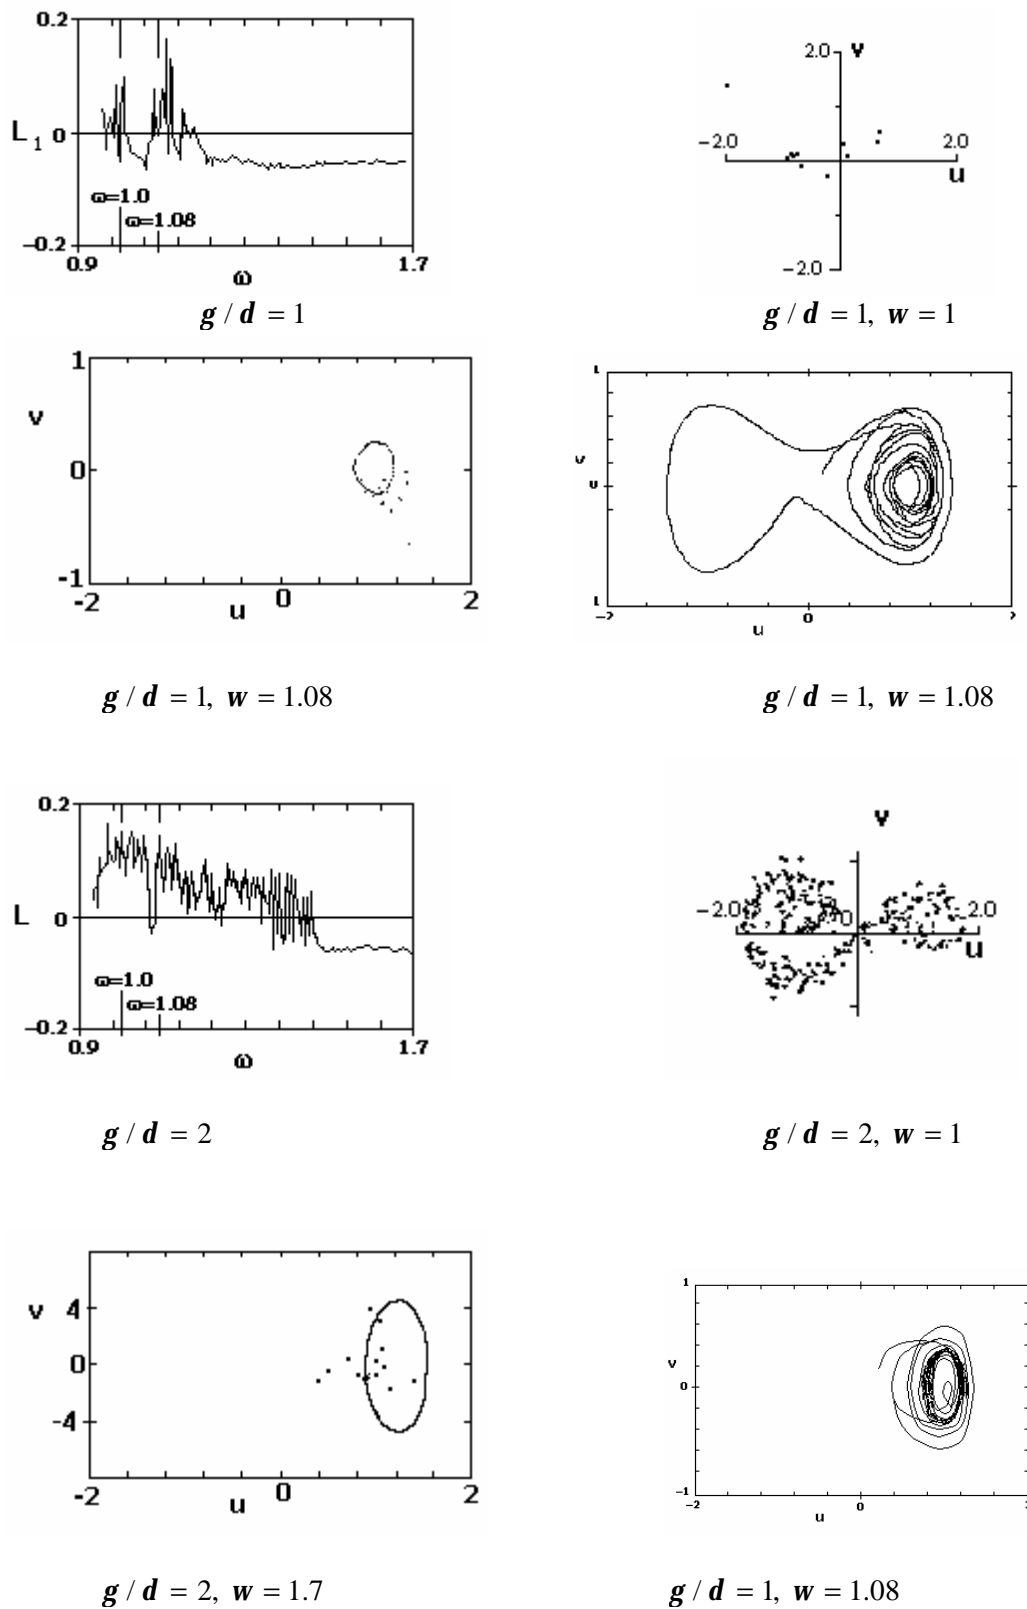 0.2
L 1 0
ω=1.0
ω=1.08
−0.2
0.9 1.7
ω
g / d = 1
2.0 v
−2.0 2.0
u
−2.0
g / d = 1, w = 1
1
v
0
-1
-2 u 0 2
g / d = 1, w = 1.08
v
−2 0
u
g / d = 1, w = 1.08
0.2
L 0
ω=1.0
ω=1.08
−0.2
0.9 1.7
ω
g / d = 2
v
−2.0 2.0
u
g / d = 2, w = 1
v 4
0
-4
-2 u 0 2
g / d = 2, w = 1.7
1
v
0
−1
−2 u 0
g / d = 1, w = 1.08